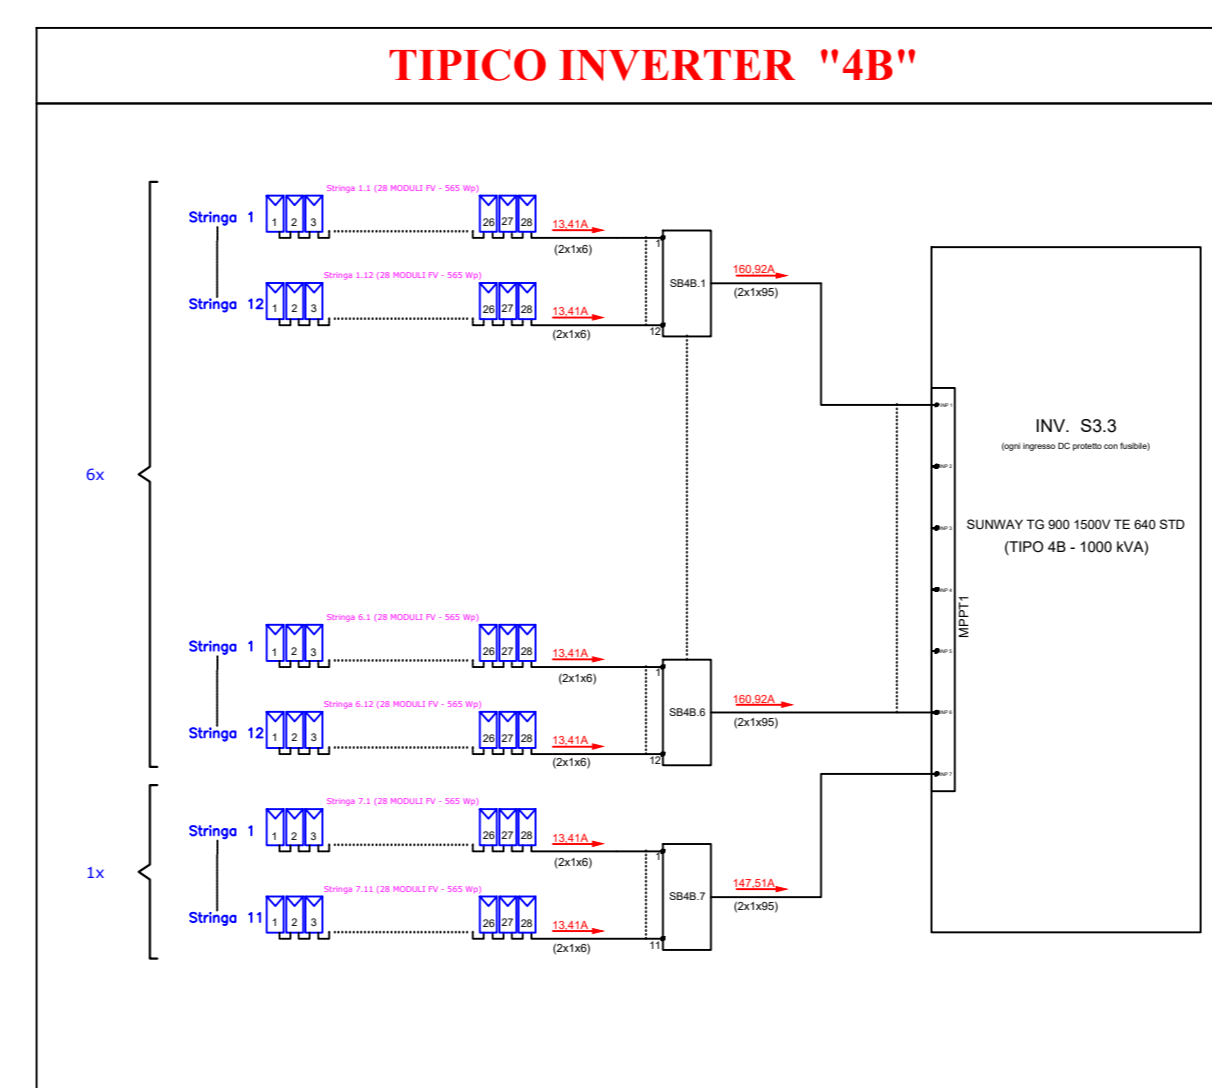 TIPICO INVERTER "4B"
Stringa 1.1 (28 MODULI FV - 565 Wp)
Stringa 1
1 2 3 26 27 28
13,41A
(2x1x6)
1
Stringa 1.12 (28 MODULI FV - 565 Wp)
Stringa 12
1 2 3 26 27 28
13,41A
(2x1x6)
12
SB4B.1
160,92A
(2x1x95)
6x
Stringa 6.1 (28 MODULI FV - 565 Wp)
Stringa 1
1 2 3 26 27 28
13,41A
(2x1x6)
1
Stringa 6.12 (28 MODULI FV - 565 Wp)
Stringa 12
1 2 3 26 27 28
13,41A
(2x1x6)
12
SB4B.6
160,92A
(2x1x95)
1x
Stringa 7.1 (28 MODULI FV - 565 Wp)
Stringa 1
1 2 3 26 27 28
13,41A
(2x1x6)
1
Stringa 7.11 (28 MODULI FV - 565 Wp)
Stringa 11
1 2 3 26 27 28
13,41A
(2x1x6)
11
SB4B.7
147,51A
(2x1x95)
INV. S3.3
(ogni ingresso DC protetto con fusibile)
SUNWAY TG 900 1500V TE 640 STD
(TIPO 4B - 1000 kVA)
MPPT1